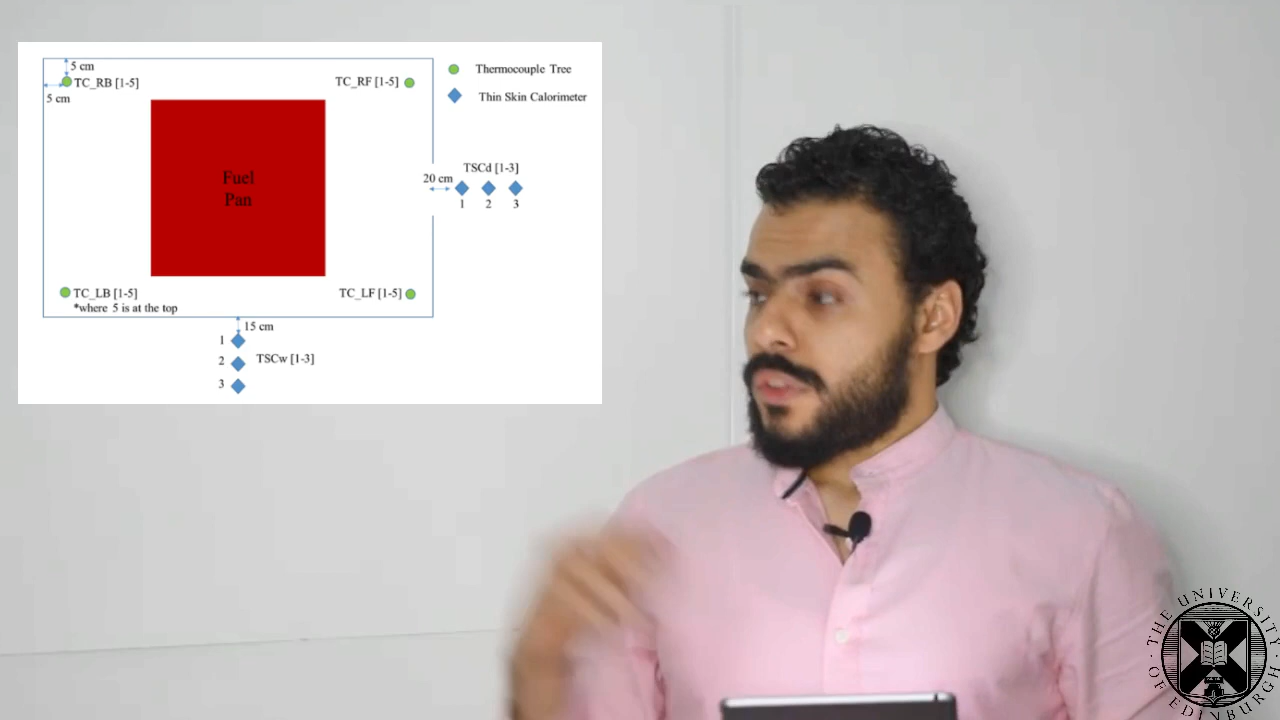 5 cm
TC_RB [1-5]
5 cm
TC_RF [1-5]
Thermocouple Tree
Thin Skin Calorimeter
Fuel
Pan
TSCd [1-3]
20 cm
1 2 3
TC_LB [1-5]
*where 5 is at the top
TC_LF [1-5]
15 cm
1
2
3
TSCw [1-3]
THE UNIVERSITY OF EDINBURGH